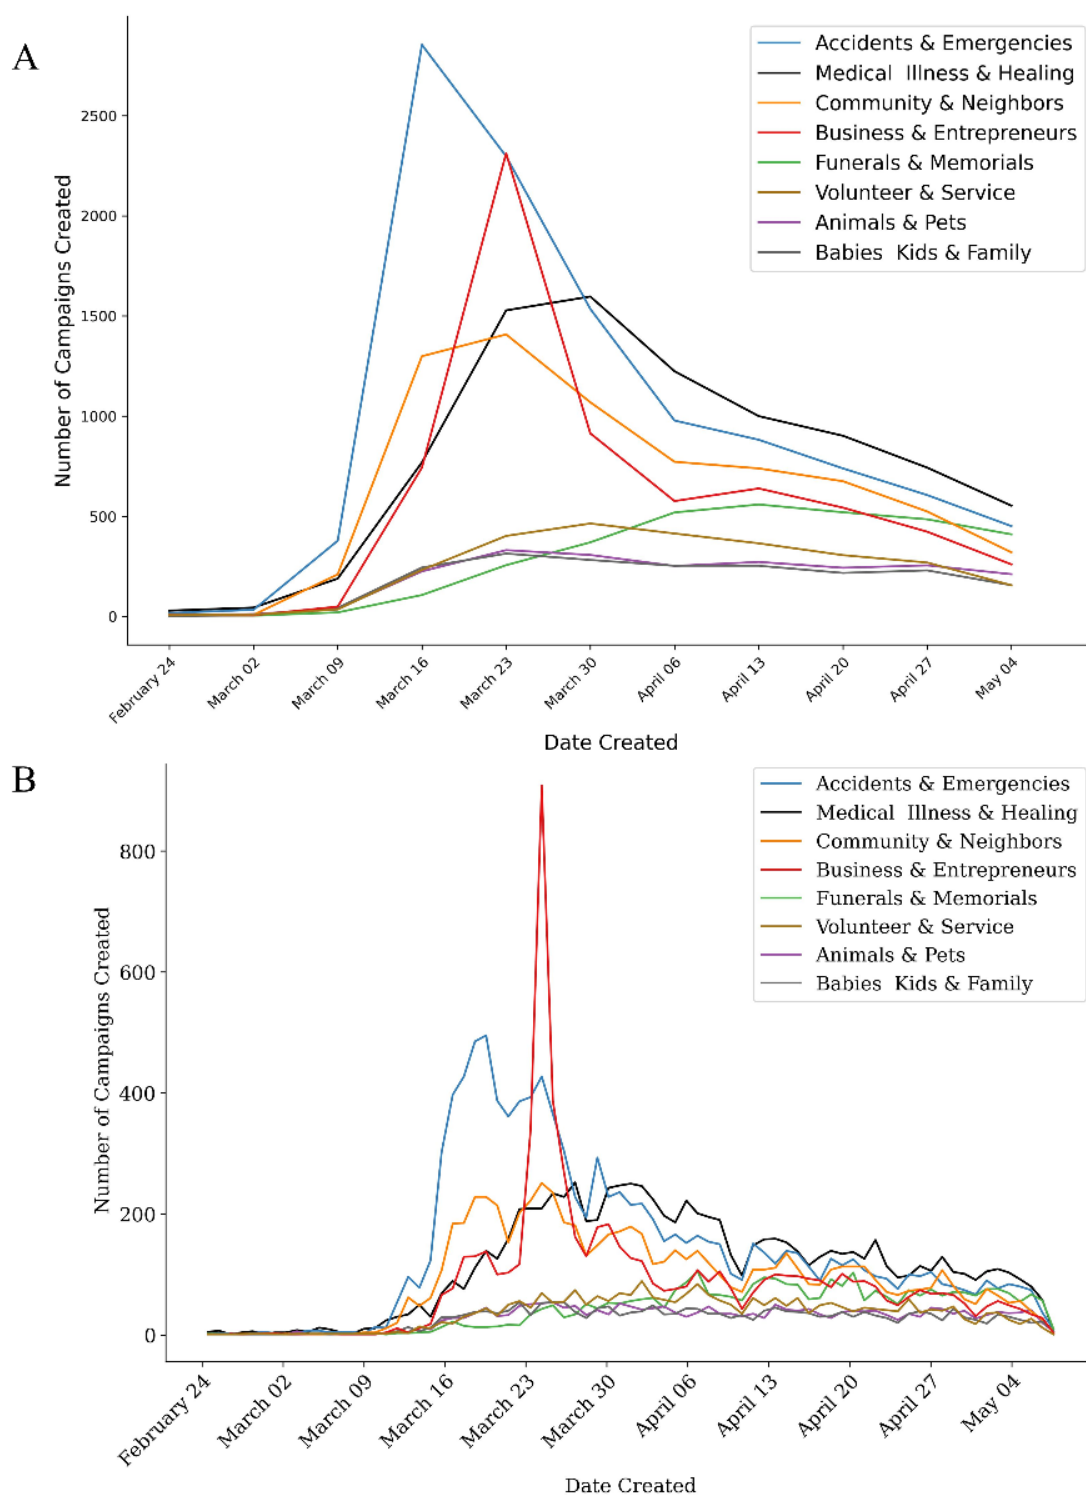 A
Accidents & Emergencies
Medical  Illness & Healing
Community & Neighbors
Business & Entrepreneurs
Funerals & Memorials
Volunteer & Service
Animals & Pets
Babies  Kids & Family
Number of Campaigns Created
2500
2000
1500
1000
500
0
February 24
March 02
March 09
March 16
March 23
March 30
April 06
April 13
April 20
April 27
May 04
Date Created
B
Accidents & Emergencies
Medical  Illness & Healing
Community & Neighbors
Business & Entrepreneurs
Funerals & Memorials
Volunteer & Service
Animals & Pets
Babies  Kids & Family
Number of Campaigns Created
800
600
400
200
0
February 24
March 02
March 09
March 16
March 23
March 30
April 06
April 13
April 20
April 27
May 04
Date Created